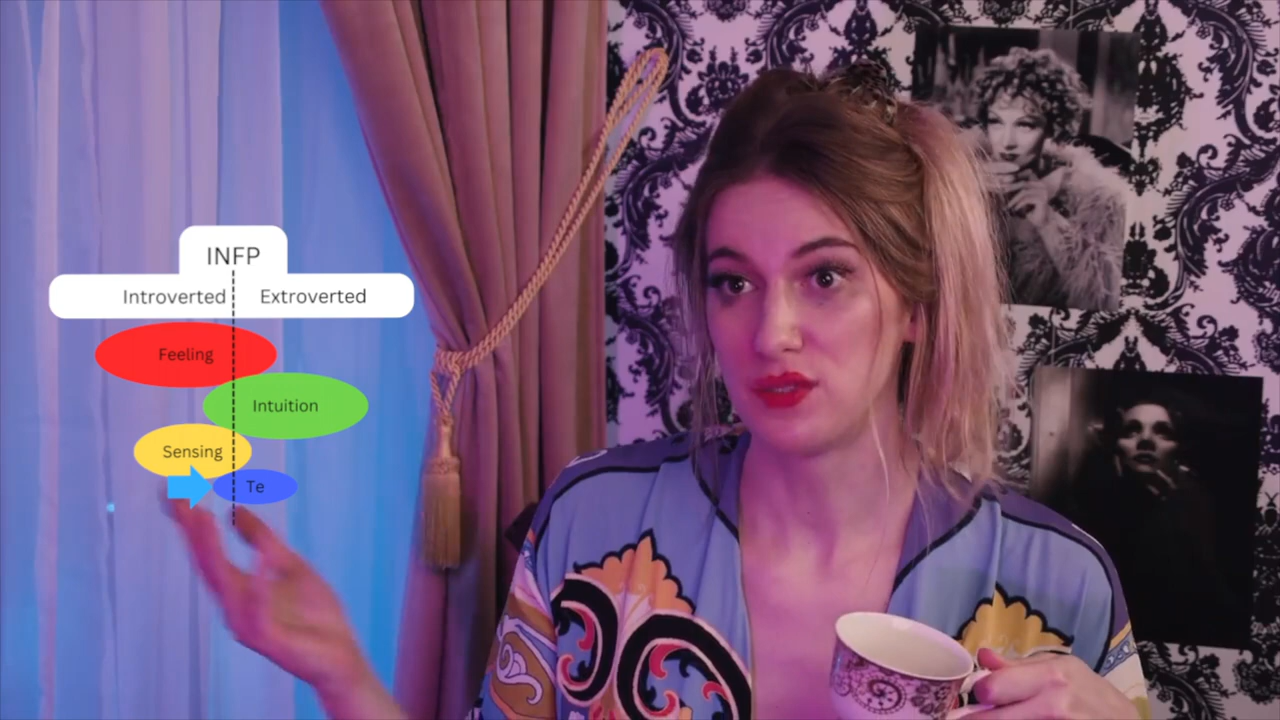 INFP
Introverted Extroverted
Feeling
Intuition
Sensing
Te